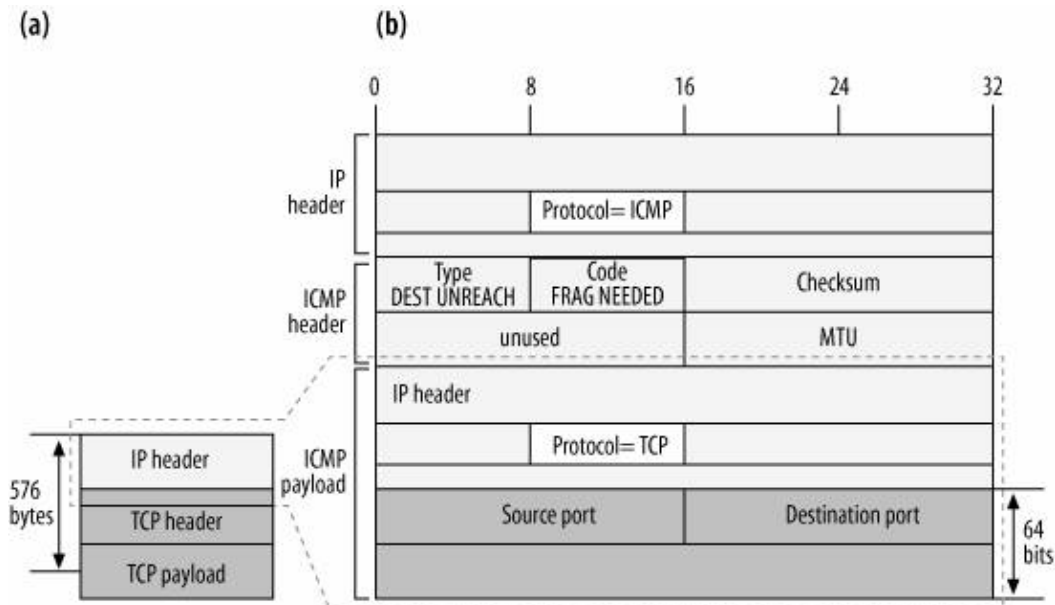 (a)
(b)
0 8 16 24 32
IP
header
Protocol= ICMP
ICMP
header
Type
DEST UNREACH
Code
FRAG NEEDED
Checksum
unused
MTU
ICMP
payload
IP header
Protocol= TCP
Source port
Destination port
64
bits
576
bytes
IP header
TCP header
TCP payload